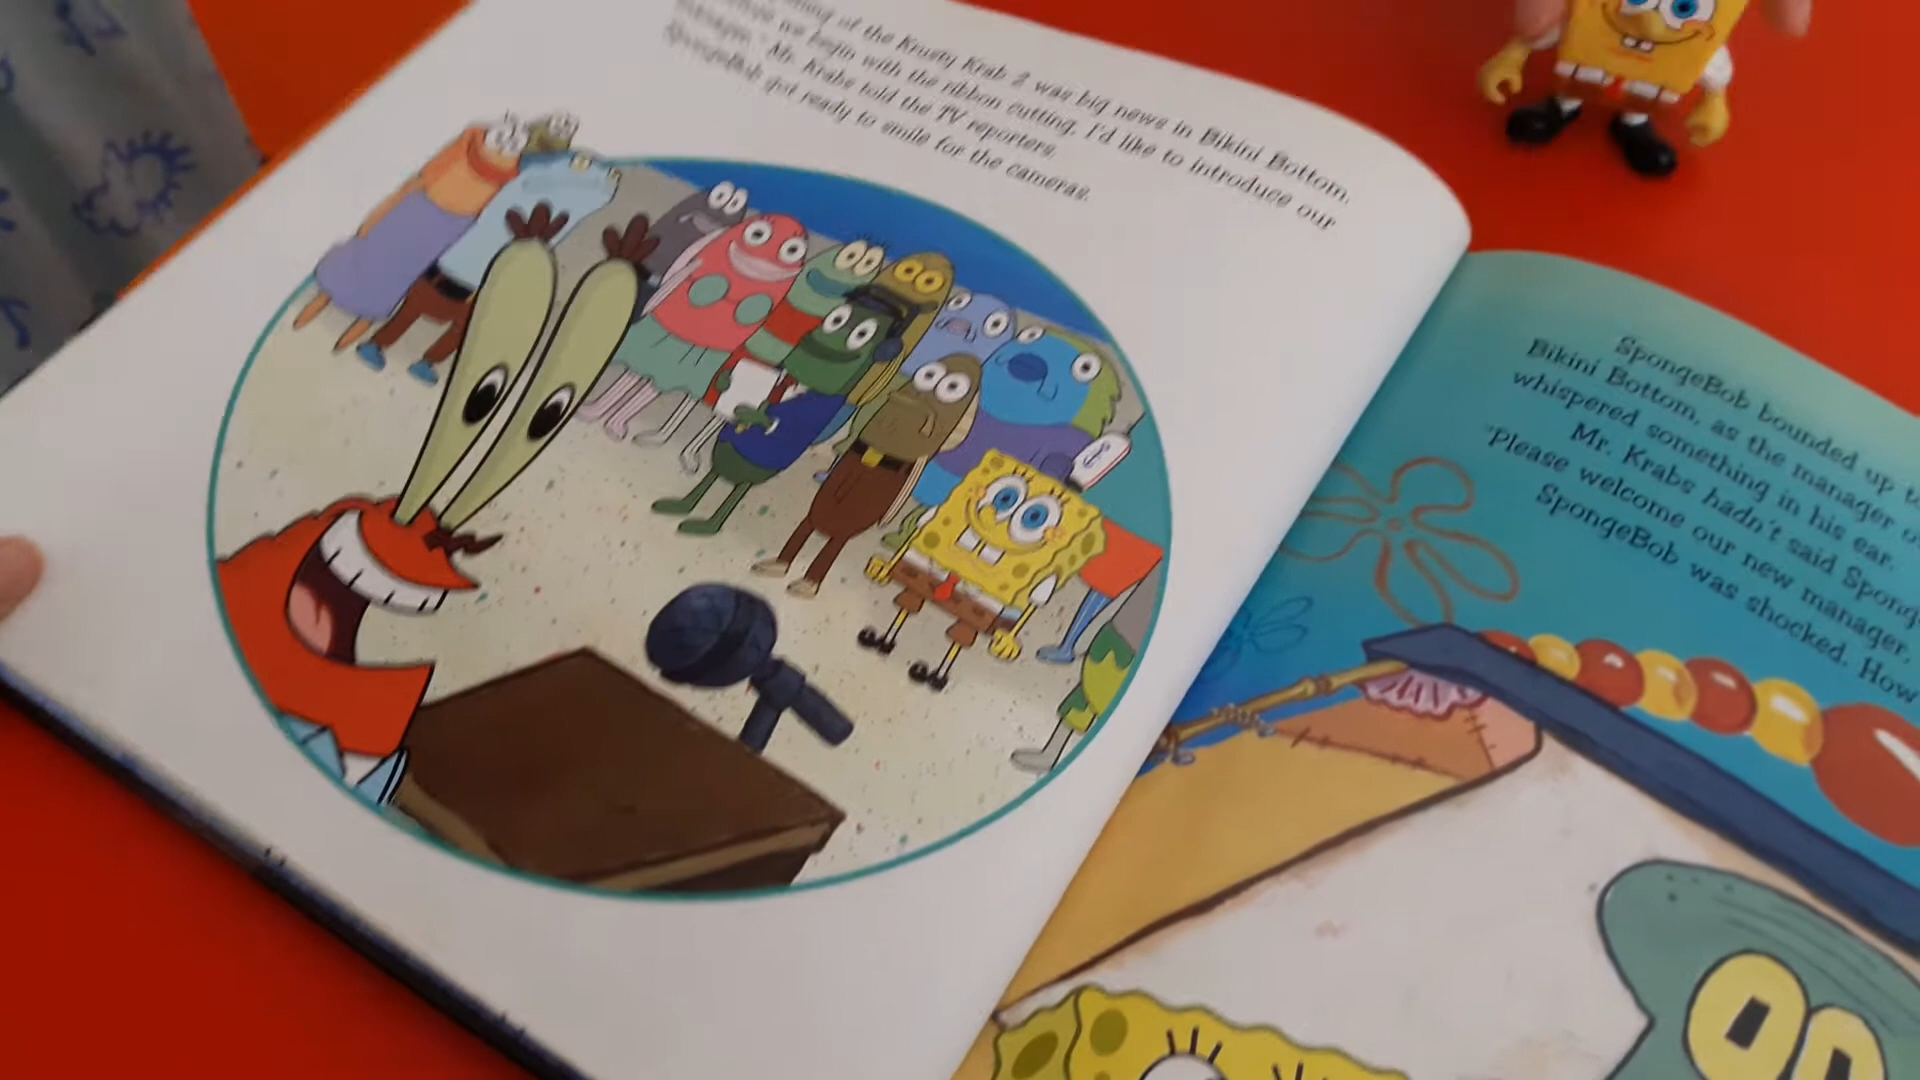 of the Krusty Krab 2 was big news in Bikini Bottom.
we begin with the ribbon cutting, I'd like to introduce our
manager," Mr. Krabs told the TV reporters.
SpongeBob got ready to smile for the cameras.
SpongeBob bounded up
Bikini Bottom, as the manager
whispered something in his ear.
Mr. Krabs hadn't said
"Please welcome our new manager,
SpongeBob was shocked. How